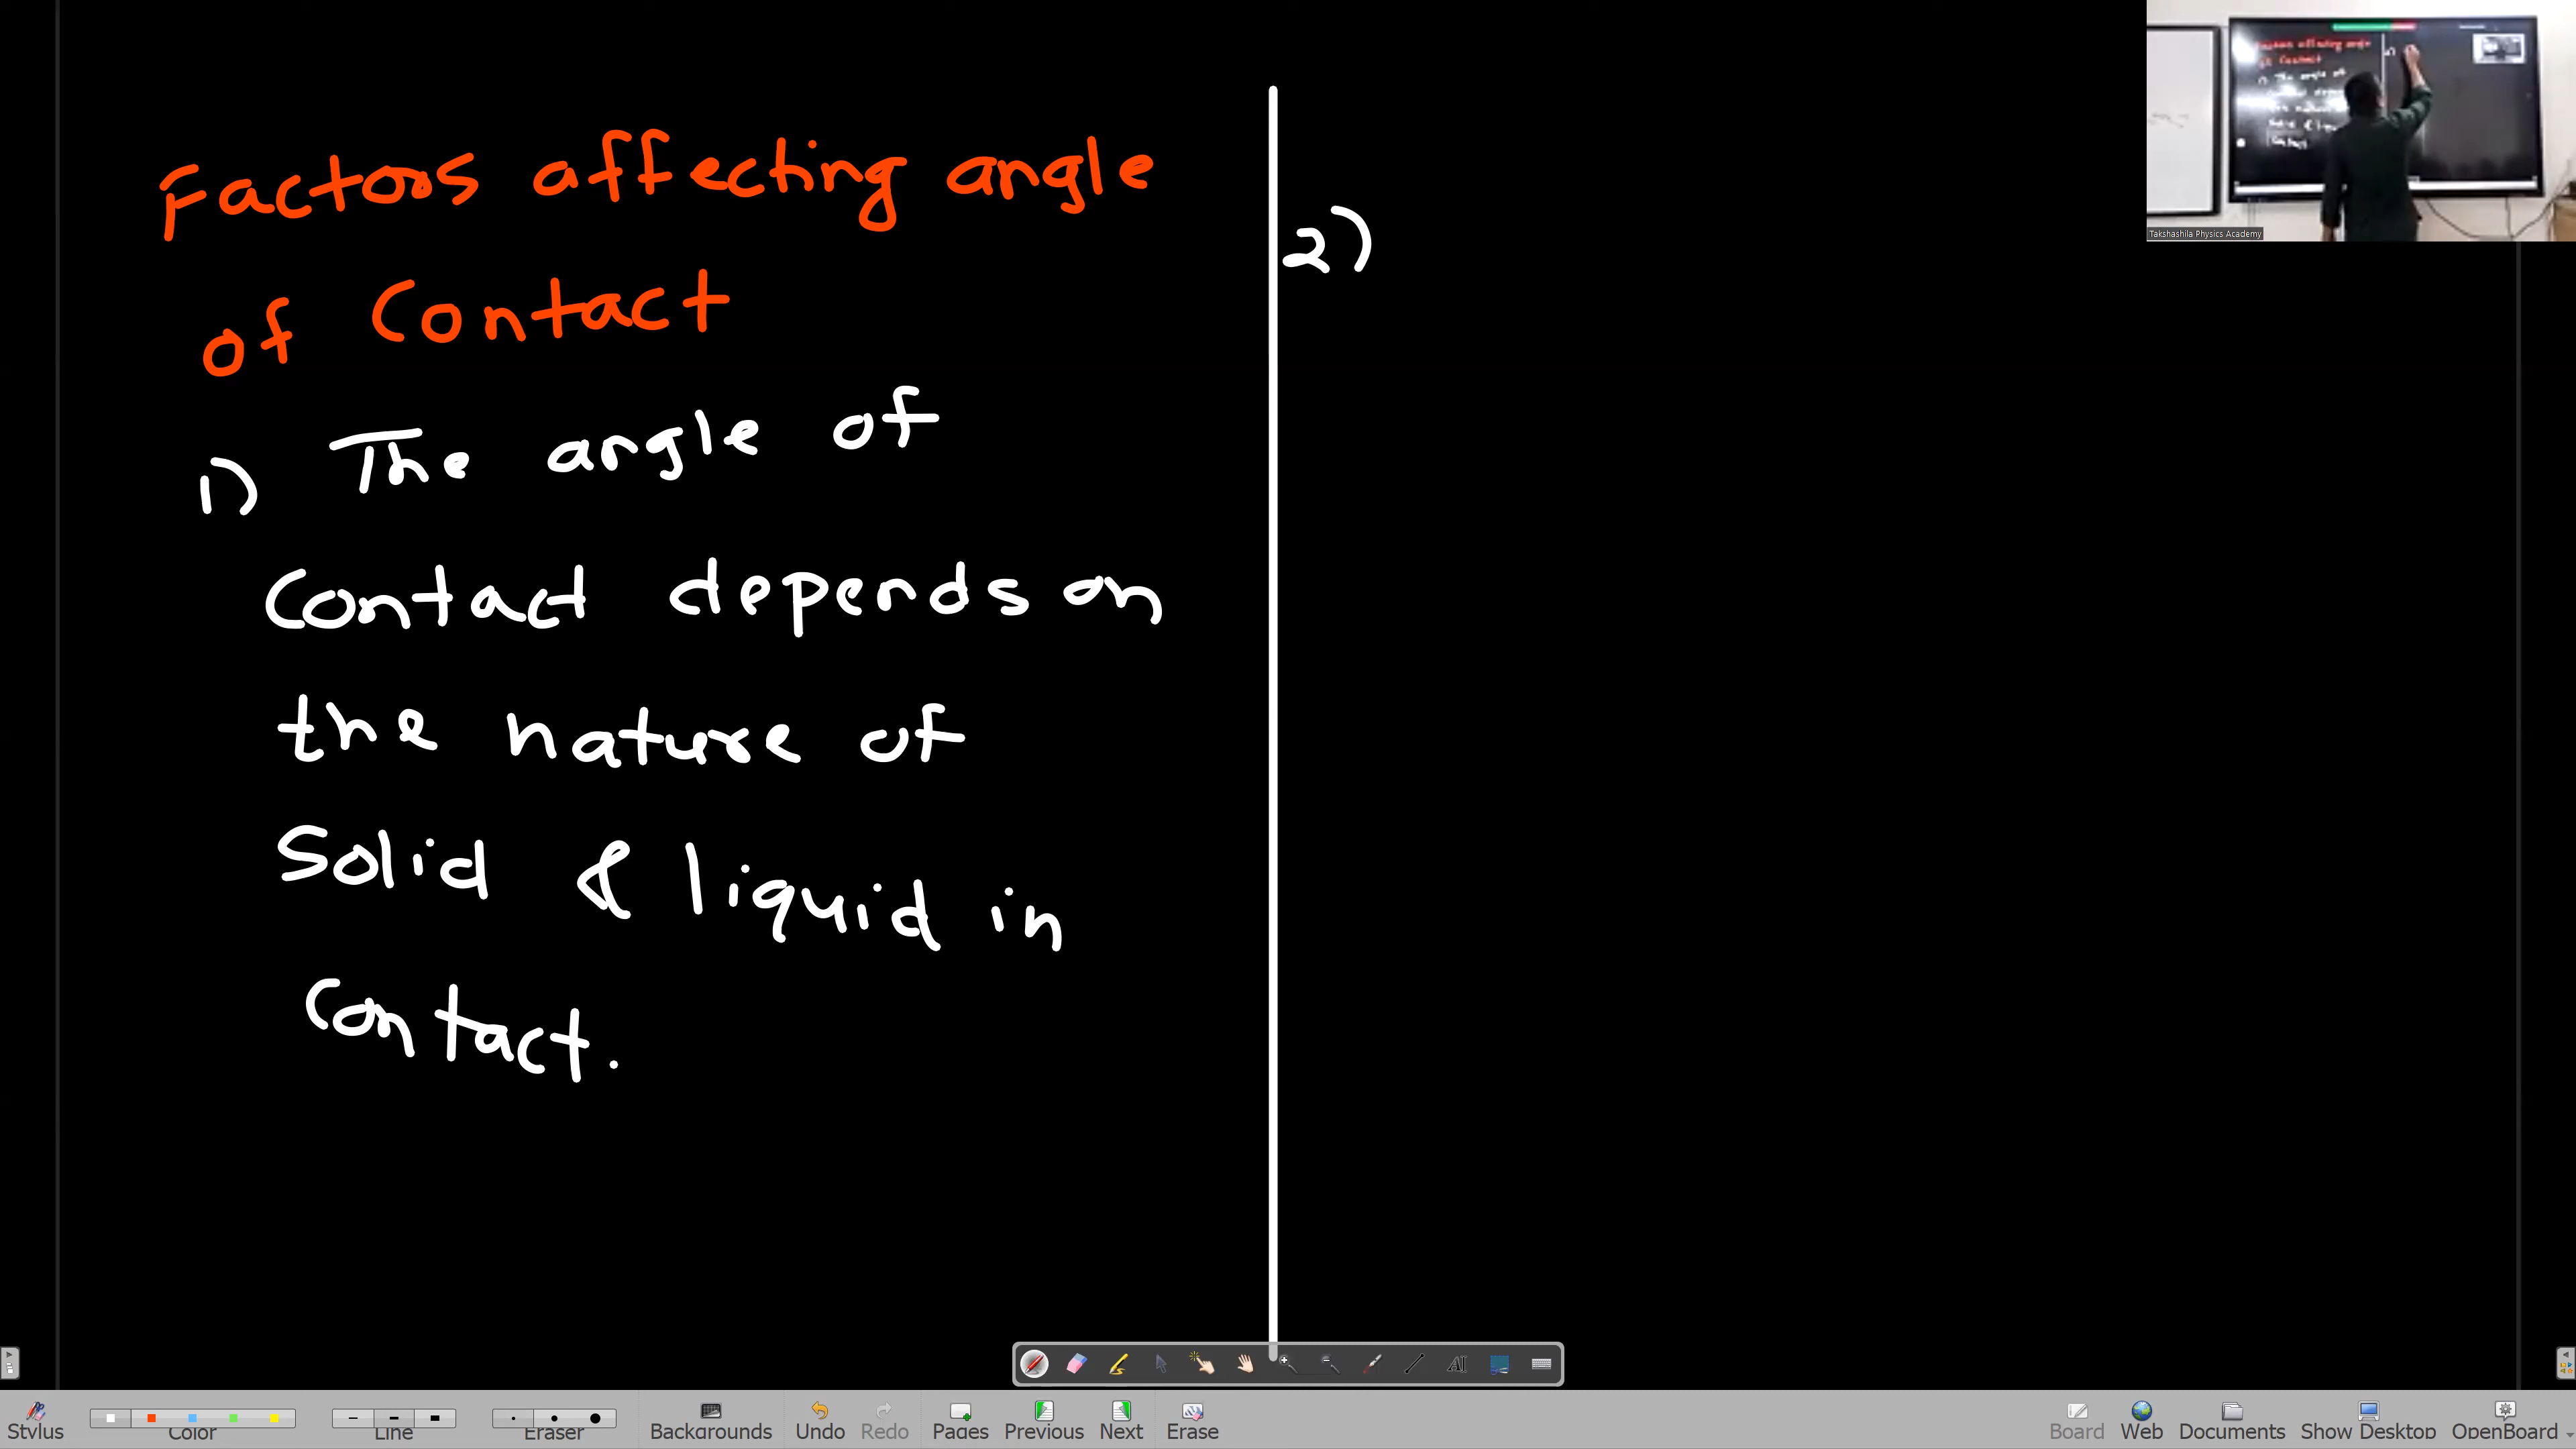 Factors affecting angle
of Contact
1) The angle of
Contact depends on
the nature of
Solid & liquid in
Contact.
2)
Takshashila Physics Academy
Stylus
Color
Line
Eraser
Backgrounds
Undo
Redo
Pages
Previous
Next
Erase
Board
Web
Documents
Show Desktop
OpenBoard